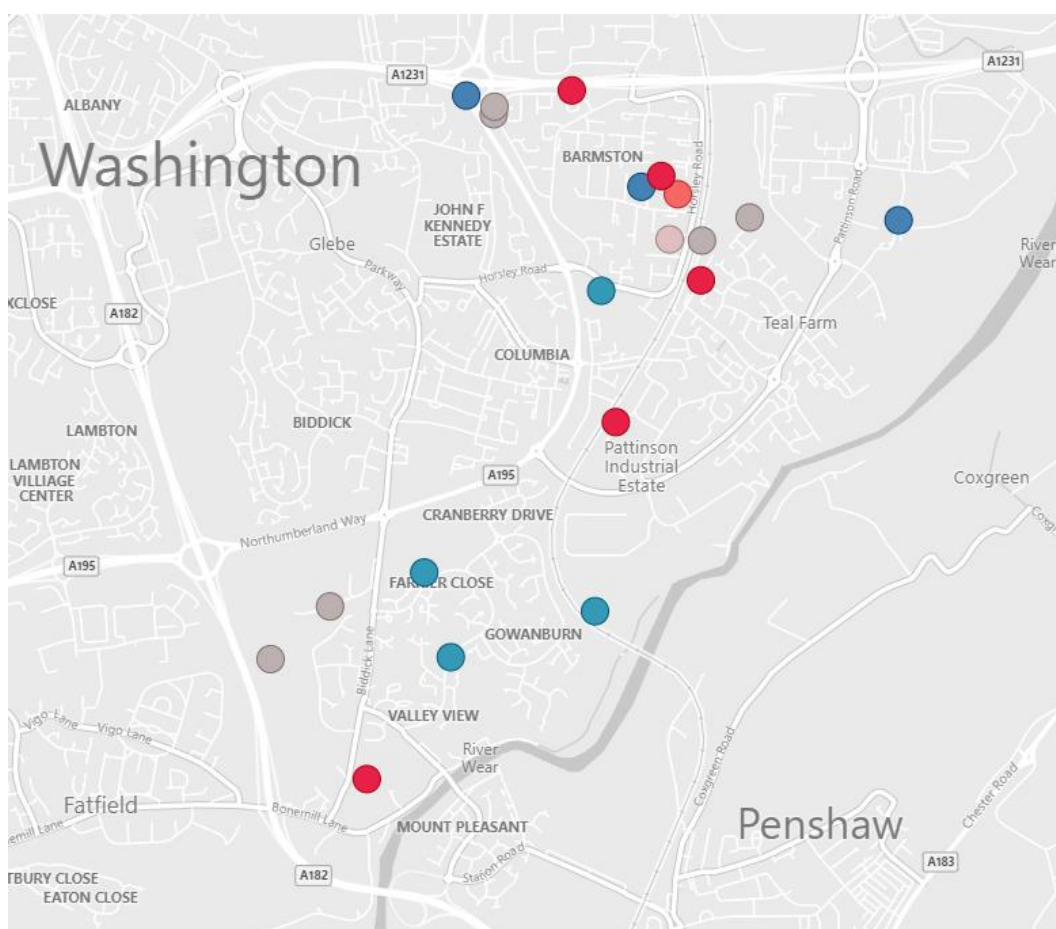 A1231
A1231
ALBANY
Washington
BARMSTON
Horsley Road
Pattinson Road
JOHN F
KENNEDY
ESTATE
Glebe
River
Wear
Parkway
Horsley Road
XCLOSE
A182
Teal Farm
COLUMBIA
BIDDICK
LAMBTON
Pattinson
Industrial
Estate
LAMBTON
VILLIAGE
CENTER
A195
Coxgreen
CRANBERRY DRIVE
Northumberland Way
A195
FARRIER CLOSE
GOWANBURN
Biddick Lane
VALLEY VIEW
Vigo Lane
Vigo Lane
River
Wear
Coxgreen Road
Chester Road
Fatfield
Bonemill Lane
emill Lane
MOUNT PLEASANT
Penshaw
Station Road
A183
A182
TBURY CLOSE
EATON CLOSE